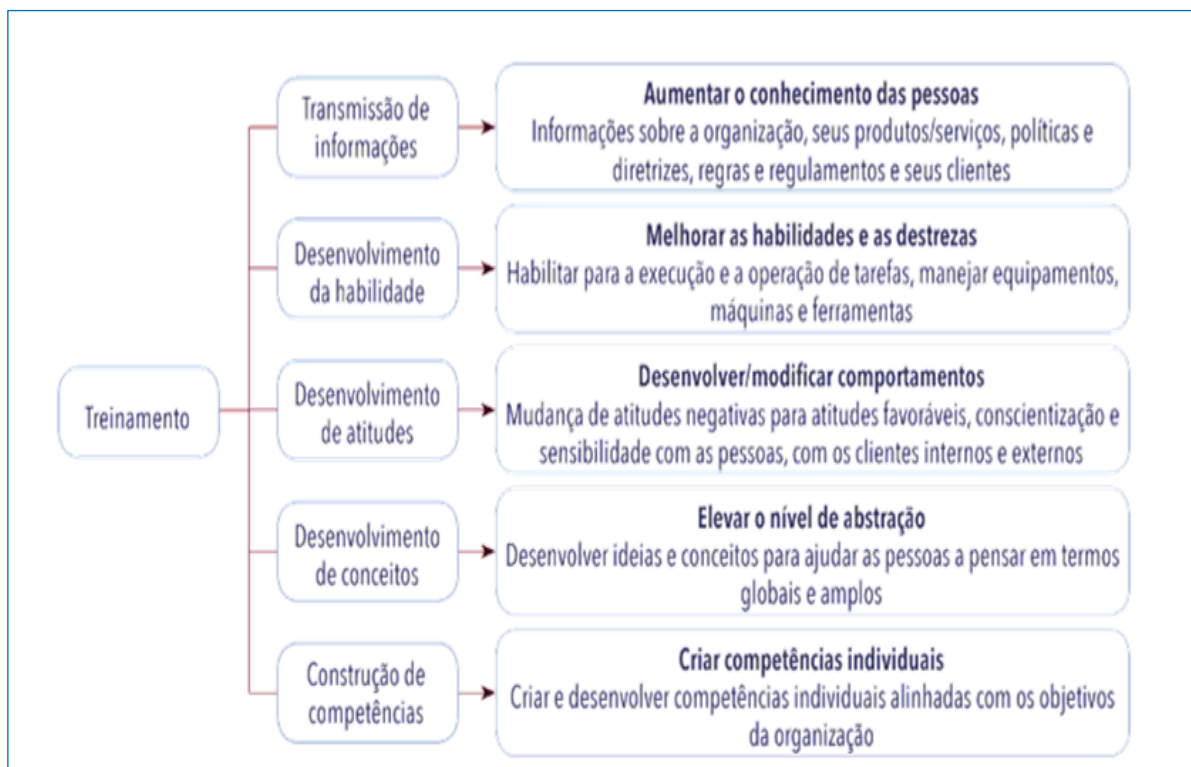 Transmissão de
informações
Aumentar o conhecimento das pessoas
Informações sobre a organização, seus produtos/serviços, políticas e
diretrizes, regras e regulamentos e seus clientes
Desenvolvimento
da habilidade
Melhorar as habilidades e as destrezas
Habilitar para a execução e a operação de tarefas, manejar equipamentos,
máquinas e ferramentas
Treinamento
Desenvolvimento
de atitudes
Desenvolver/modificar comportamentos
Mudança de atitudes negativas para atitudes favoráveis, conscientização e
sensibilidade com as pessoas, com os clientes internos e externos
Desenvolvimento
de conceitos
Elevar o nível de abstração
Desenvolver ideias e conceitos para ajudar as pessoas a pensar em termos
globais e amplos
Construção de
competências
Criar competências individuais
Criar e desenvolver competências individuais alinhadas com os objetivos
da organização